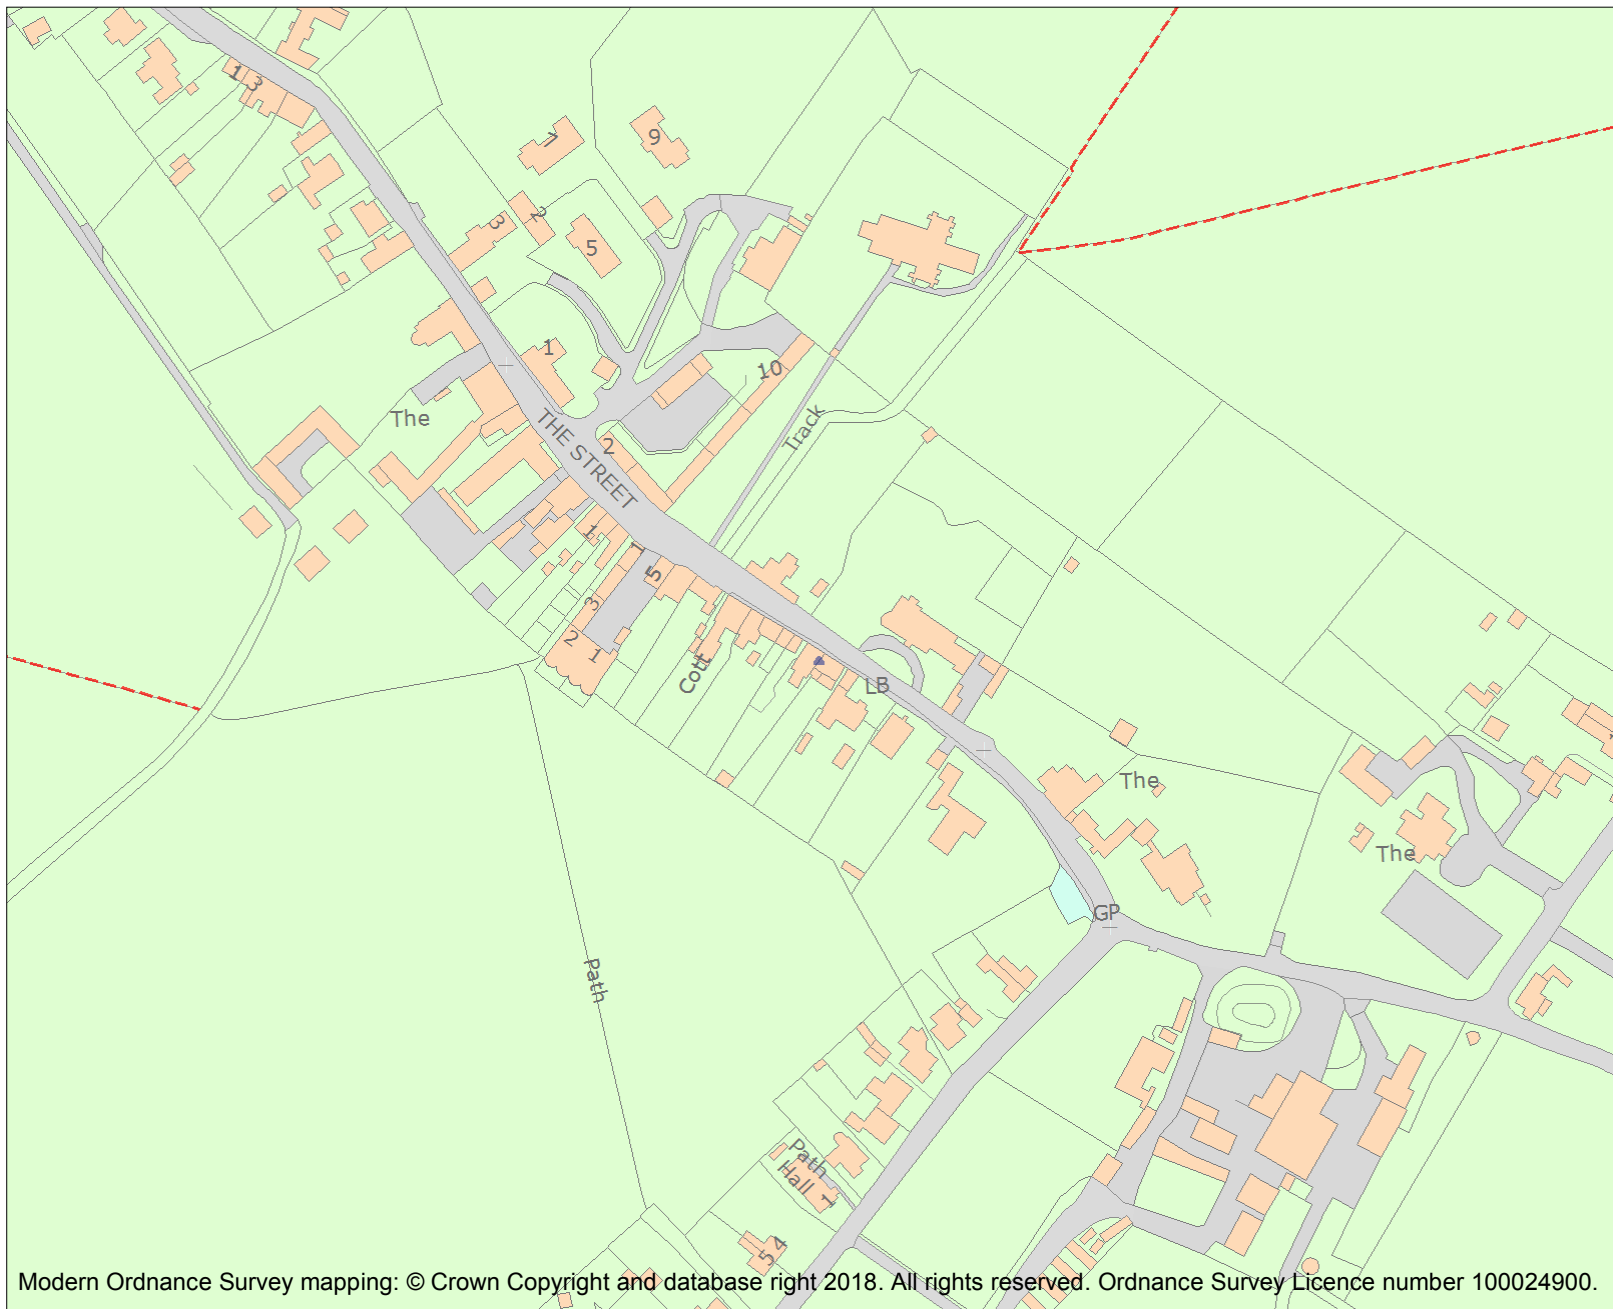 1 3
7
9
3
2
5
1
10
The
THE STREET
2
Track
1
1
5
3
2
1
Cott
LB
The
The
GP
Path
Path
Hall 1
5 4
Modern Ordnance Survey mapping: © Crown Copyright and database right 2018. All rights reserved. Ordnance Survey Licence number 100024900.